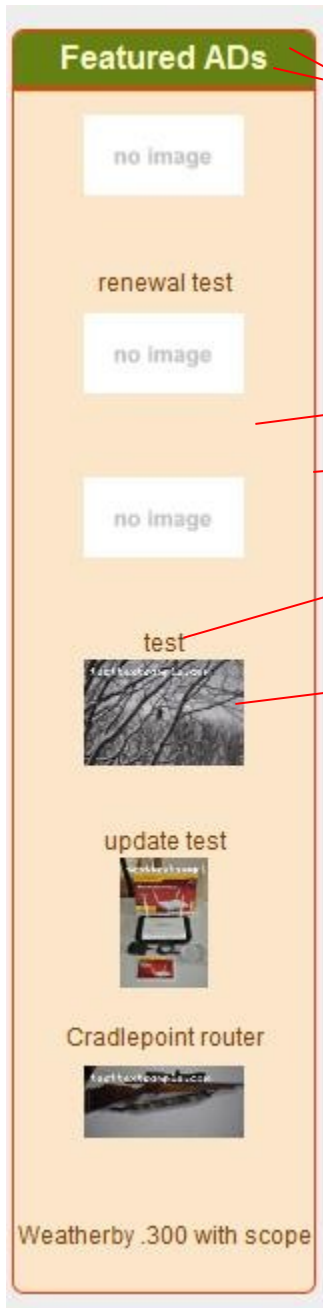 Featured ADs
no image
renewal test
no image
no image
test
update test
Cradlepoint router
Weatherby .300 with scope